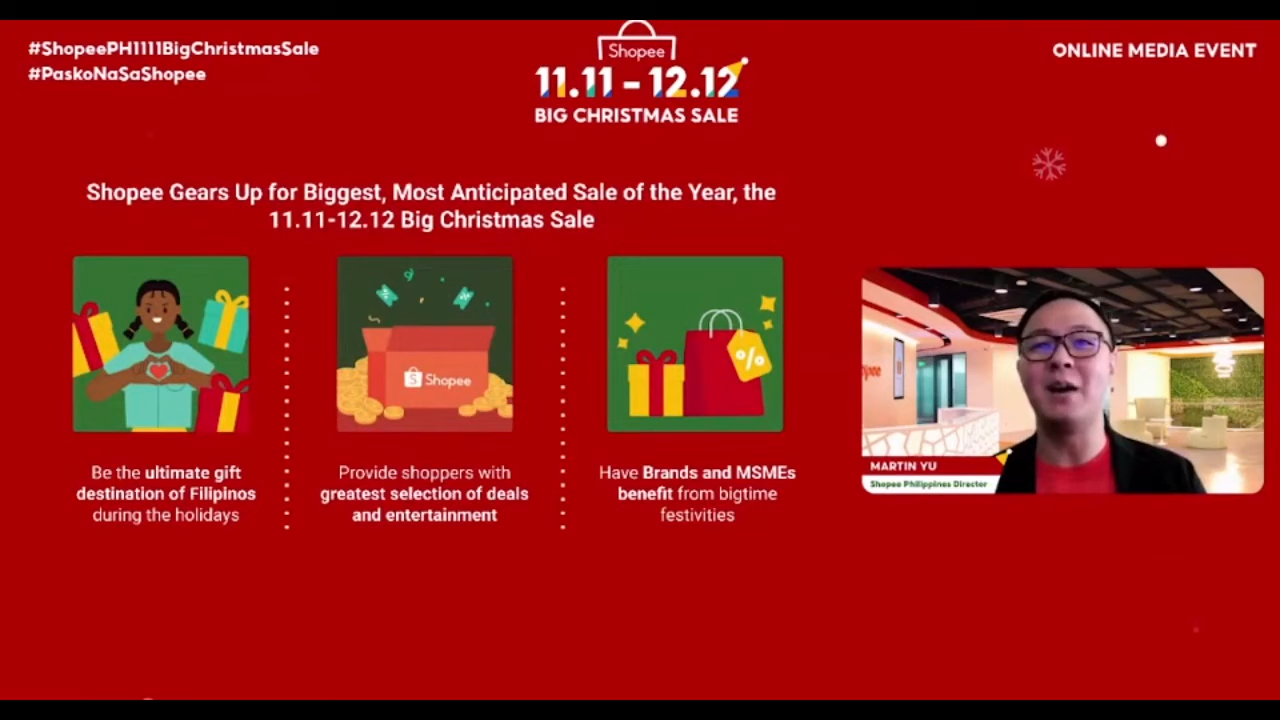 #ShopeePH1111BigChristmasSale
#PaskoNaSaShopee
Shopee
11.11 - 12.12
BIG CHRISTMAS SALE
ONLINE MEDIA EVENT
Shopee Gears Up for Biggest, Most Anticipated Sale of the Year, the
11.11-12.12 Big Christmas Sale
Shopee
%
Be the ultimate gift
destination of Filipinos
during the holidays
Provide shoppers with
greatest selection of deals
and entertainment
Have Brands and MSMEs
benefit from bigtime
festivities
opee
MARTIN YU
Shopee Philippines Director